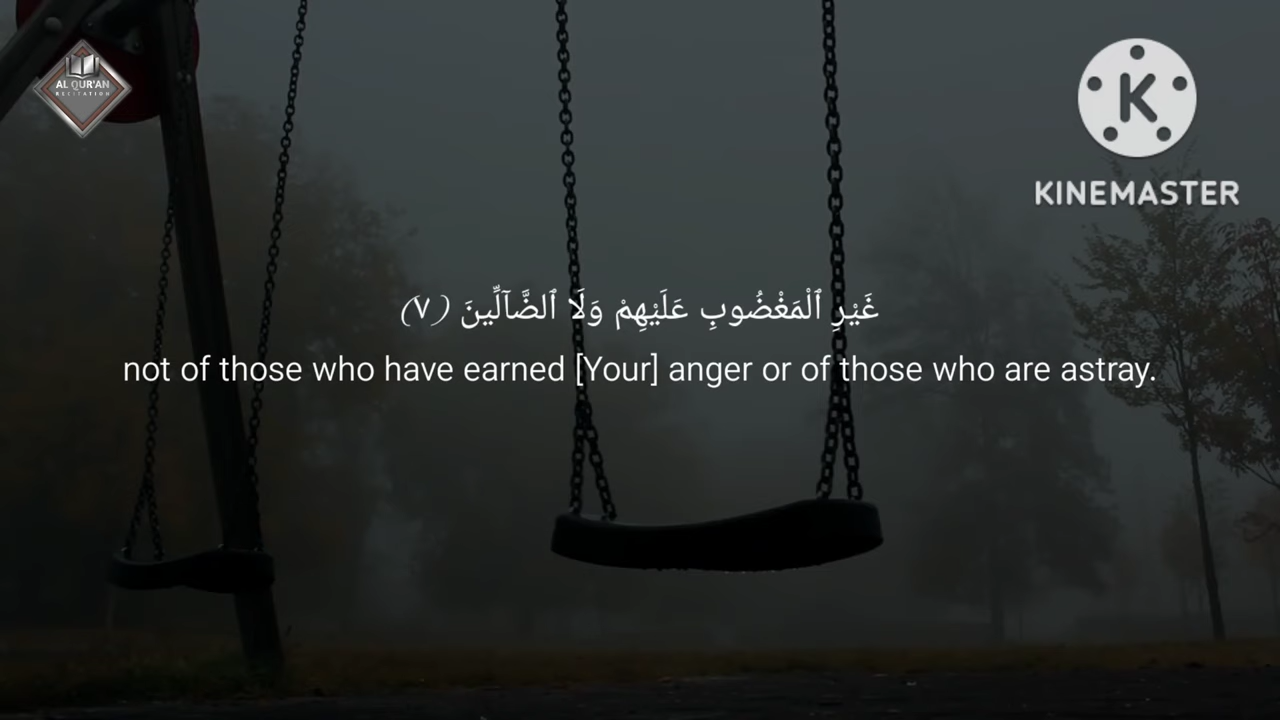 AL QUR'AN
RECITATION
K
KINEMASTER
غَيْرِ ٱلْمَغْضُوبِ عَلَيْهِمْ وَلَا ٱلضَّآلِّينَ (٧)
not of those who have earned [Your] anger or of those who are astray.